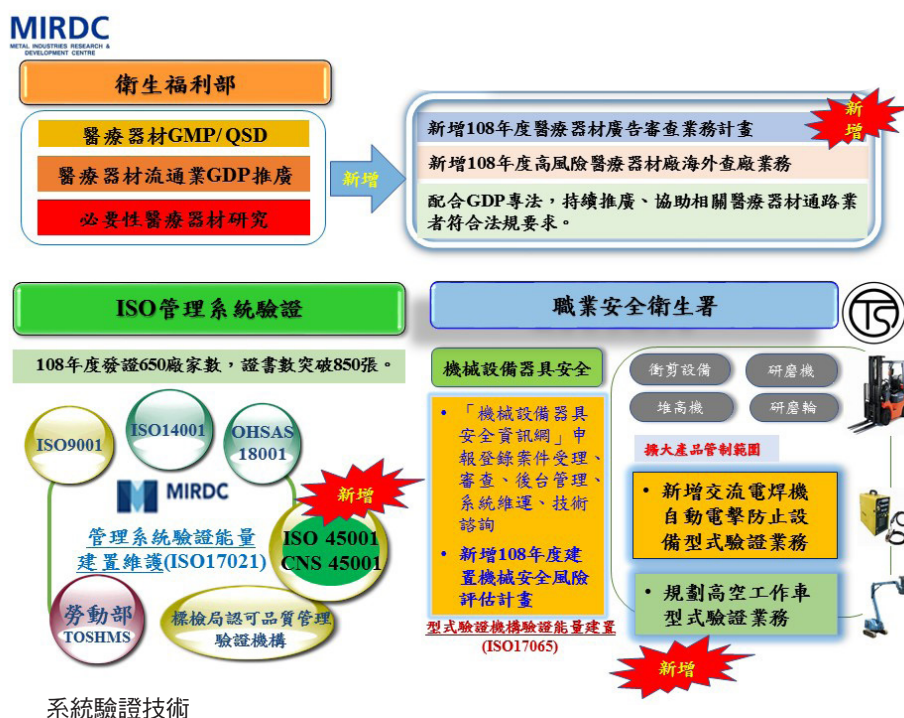 MIRDC
METAL INDUSTRIES RESEARCH &
DEVELOPMENT CENTRE
衛生福利部
醫療器材GMP/QSD
醫療器材流通業GDP推廣
必要性醫療器材研究
新增
新增108年度醫療器材廣告審查業務計畫
新增
新增108年度高風險醫療器材廠海外查廠業務
配合GDP專法，持續推廣、協助相關醫療器材通路業
者符合法規要求。
ISO管理系統驗証
108年度發證650廠家數，證書數突破850張。
ISO9001
ISO14001
OHSAS
18001
MIRDC
新增
管理系統驗證能量
建置維護(ISO17021)
ISO 45001
CNS 45001
勞動部
TOSHMS
標檢局認可品質管理
驗證機構
職業安全衛生署
TS
機械設備器具安全
• 「機械設備器具
安全資訊網」申
報登錄案件受理、
審查、後台管理、
系統維運、技術
諮詢
• 新增108年度建
置機械安全風險
評估計畫
型式驗證機構驗證能量建置
(ISO17065)
衝剪設備
研磨機
堆高機
研磨輪
擴大產品管制範圍
• 新增交流電焊機
自動電擊防止設
備型式驗證業務
• 規劃高空工作車
型式驗證業務
新增
系統驗證技術